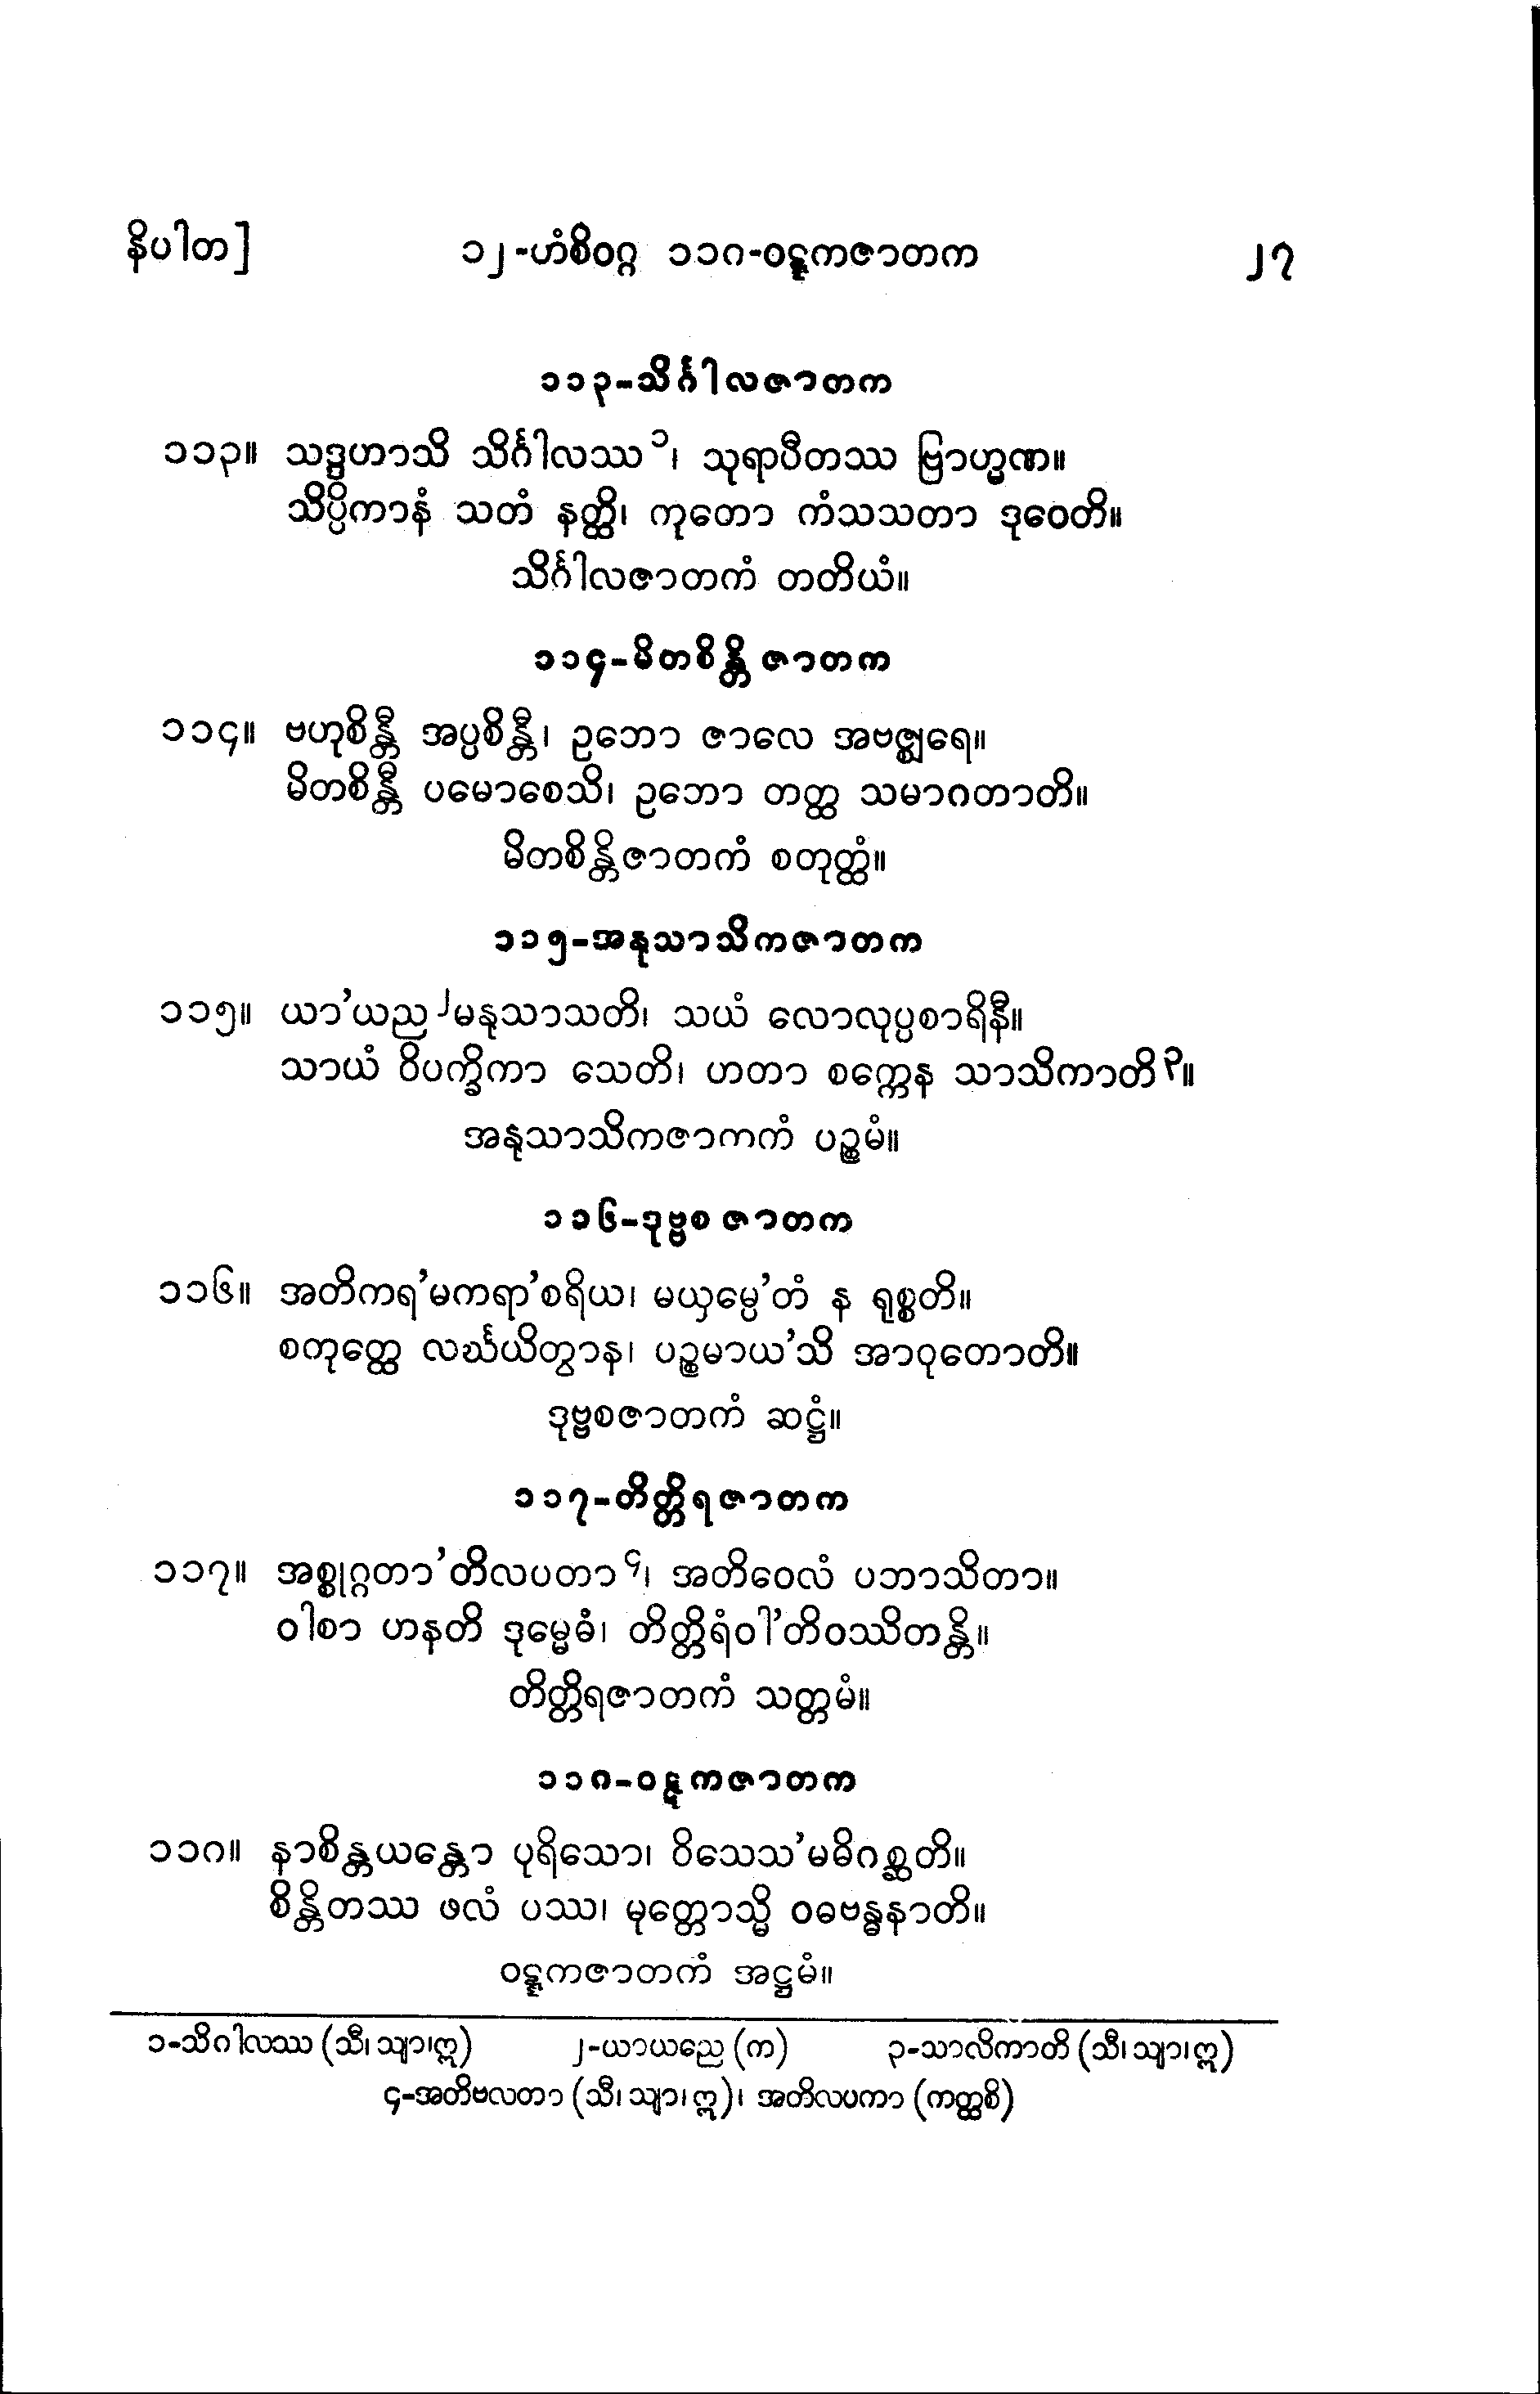 နိပါတ]
၁၂-ဟံစိဝဂ္ဂ ၁၁ဂ-ဝဋ္ဋကဇာတက
၂၇
၁၁၃-သိင်္ဂါလဇာတက
၁၁၃။ သဒ္ဒဟာသိ သိင်္ဂါလဿ ၁၊ သုရာပီတဿ ဗြာဟ္မဏ။
သိပ္ပိကာနံ သတံ နတ္ထိ၊ ကုတော ကံသသတာ ဒုဝေတိ။
သိင်္ဂါလဇာတကံ တတိယံ။
၁၁၄-မိတစိန္တိ ဇာတက
၁၁၄။ ဗဟုစိန္တီ အပ္ပစိန္တီ၊ ဥဘော ဇာလေ အဗဇ္ဈရေ။
မိတစိန္တီ ပမောစေသိ၊ ဥဘော တတ္ထ သမာဂတာတိ။
မိတစိန္တိဇာတကံ စတုတ္ထံ။
၁၁၅-အနုသာသိကဇာတက
၁၁၅။ ယာ’ယည ၂မနုသာသတိ၊ သယံ လောလုပ္ပစာရိနီ။
သာယံ ဝိပက္ခိကာ သေတိ၊ ဟတာ စက္ကေန သာသိကာတိ ၃။
အနုသာသိကဇာကကံ ပဉ္စမံ။
၁၁၆-ဒုဗ္ဗစ ဇာတက
၁၁၆။ အတိကရ’မကရာ’စရိယ၊ မယှမ္ပေ’တံ န ရုစ္စတိ။
စကုတ္ထေ လင်္ဃယိတွာန၊ ပဉ္စမာယ’သိ အာဝုတောတိ။
ဒုဗ္ဗစဇာတကံ ဆဋ္ဌံ။
၁၁၇-တိတ္တိရဇာတက
၁၁၇။ အစ္စုဂ္ဂတာ’တိလပတာ ၄၊ အတိဝေလံ ပဘာသိတာ။
ဝါစာ ဟနတိ ဒုမ္မေဓံ၊ တိတ္တိရံဝါ’တိဝဿိတန္တိ။
တိတ္တိရဇာတကံ သတ္တမံ။
၁၁ဂ-ဝဋ္ဋကဇာတက
၁၁ဂ။ နာစိန္တယန္တော ပုရိသော၊ ဝိသေသ’မဓိဂစ္ဆတိ။
စိန္တိတဿ ဖလံ ပဿ၊ မုတ္တောသ္မိ ဝဓဗန္ဓနာတိ။
ဝဋ္ဋကဇာတကံ အဋ္ဌမံ။
၁-သိဂါလဿ (သီ၊ သျာ၊ဣ) ၂-ယာယညေ (က) ၃-သာလိကာတိ (သီ၊ သျာ၊ ဣ)
၄-အတိဗလတာ (သီ၊ သျာ၊ ဣ)၊ အတိလပကာ (ကတ္ထစိ)